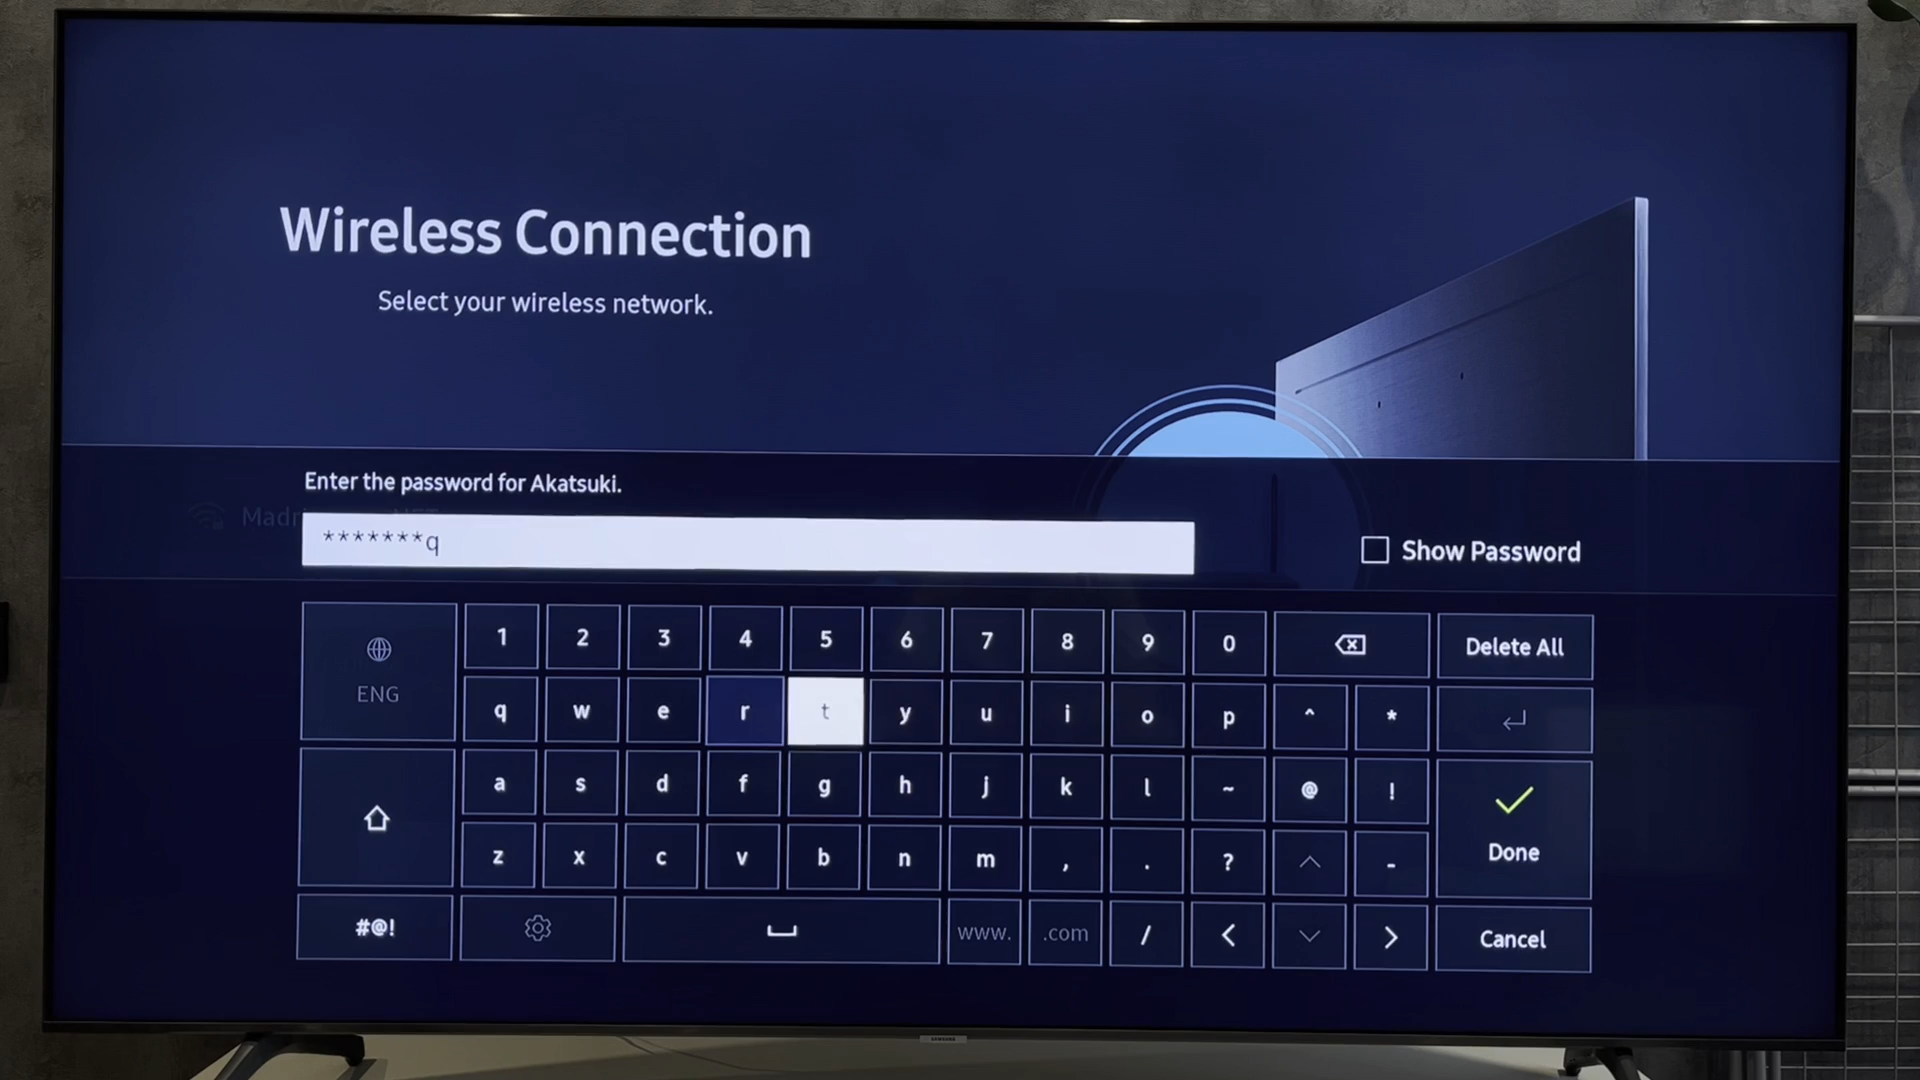 Wireless Connection
Select your wireless network.
Enter the password for Akatsuki.
*******q
Show Password
ENG
1 2 3 4 5 6 7 8 9 0
Delete All
q w e r t y u i o p ^ *
a s d f g h j k l ~ @ !
z x c v b n m , . ? -
Done
#@!
www. .com /
Cancel
SAMSUNG